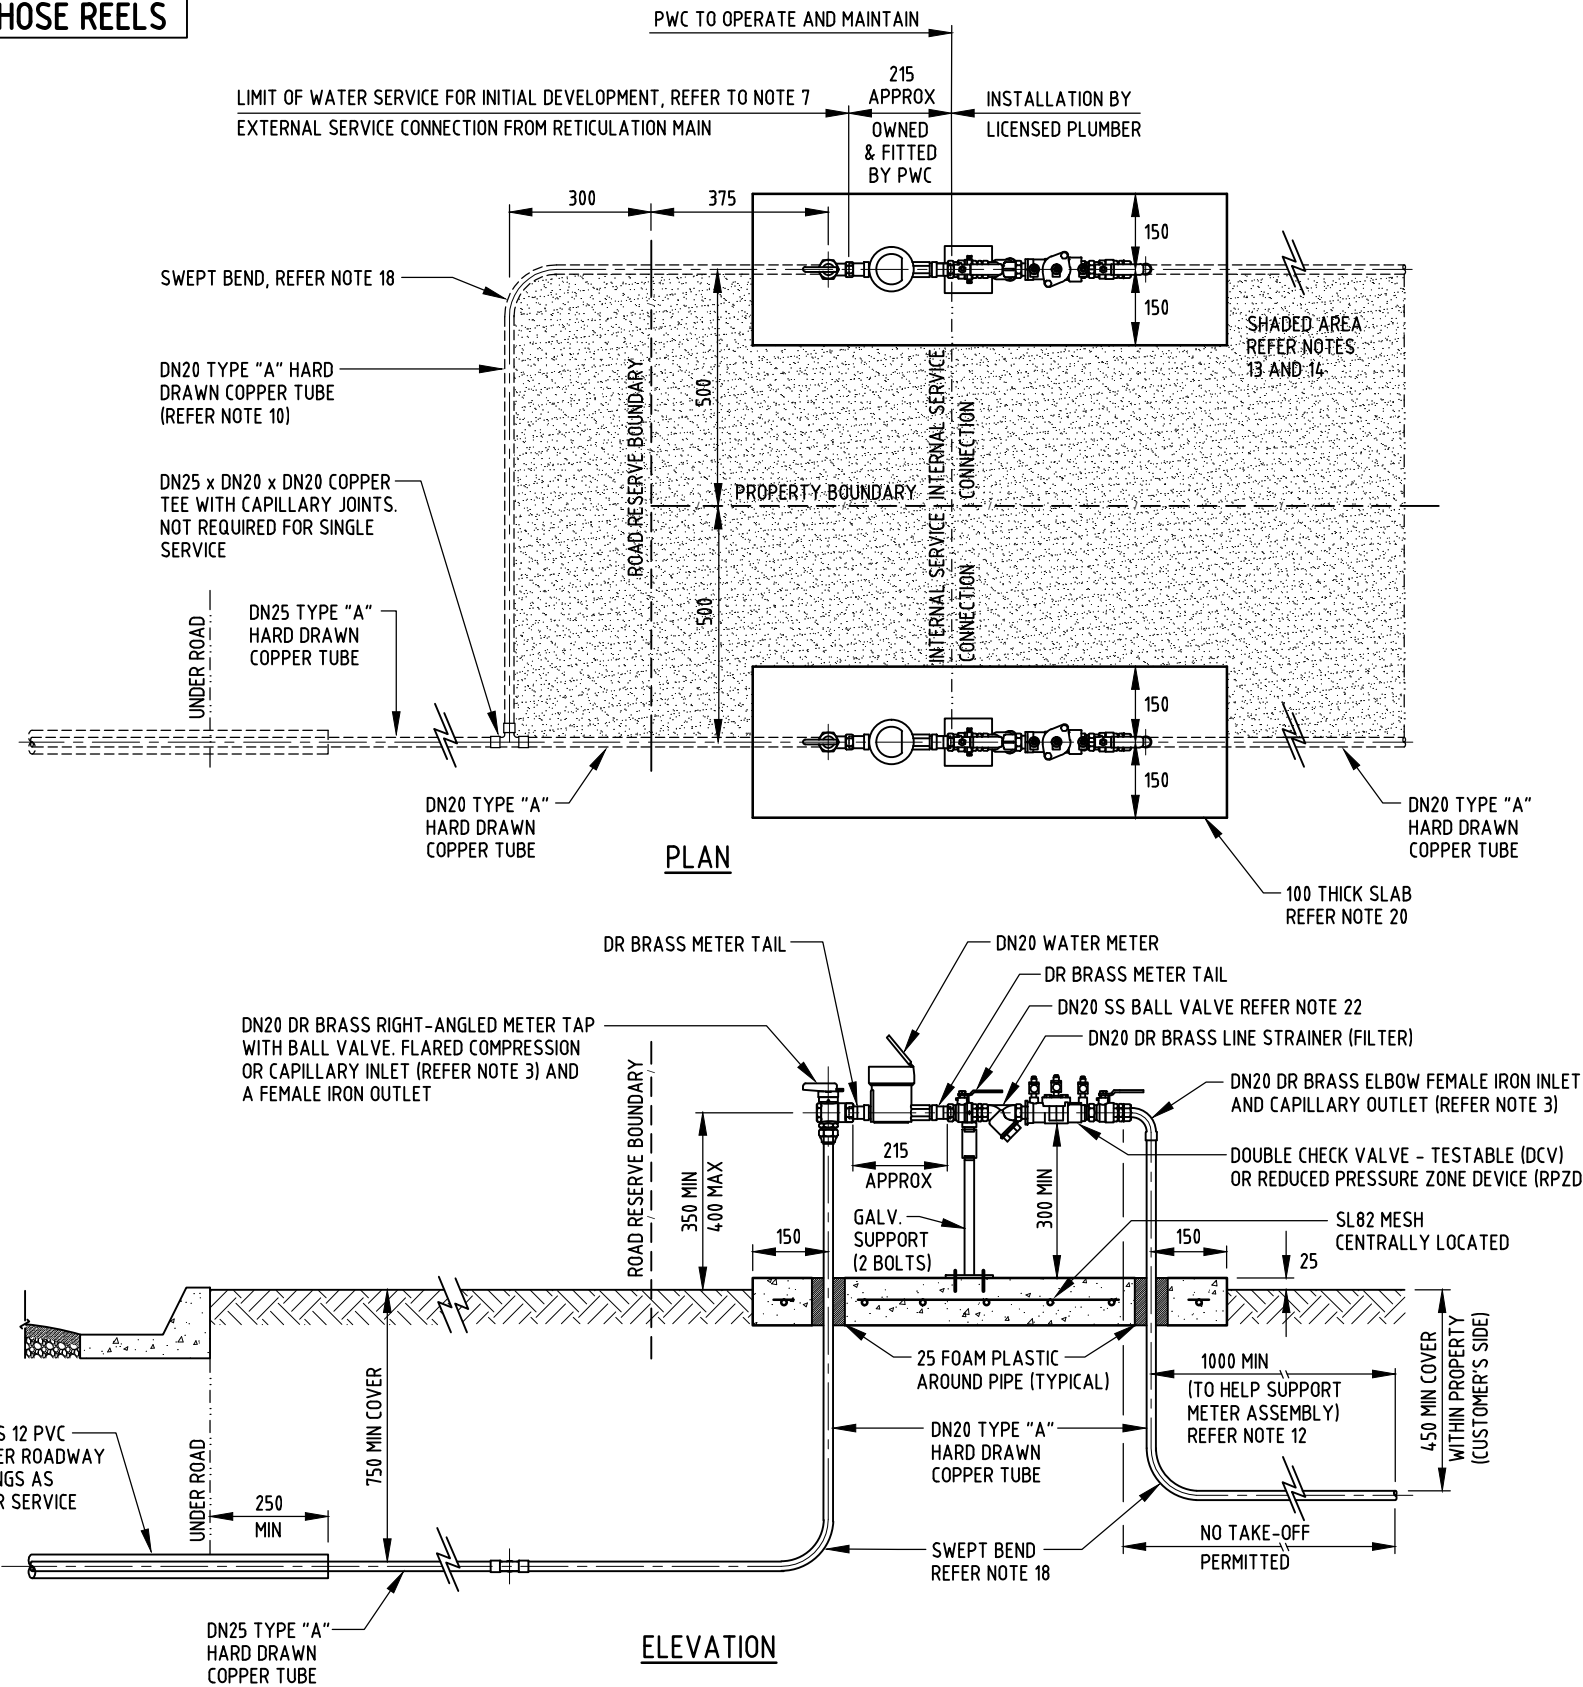 HOSE REELS
PWC TO OPERATE AND MAINTAIN
LIMIT OF WATER SERVICE FOR INITIAL DEVELOPMENT, REFER TO NOTE 7
EXTERNAL SERVICE CONNECTION FROM RETICULATION MAIN
215
APPROX
OWNED
& FITTED
BY PWC
INSTALLATION BY
LICENSED PLUMBER
300
375
150
150
SWEPT BEND, REFER NOTE 18
SHADED AREA
REFER NOTES
13 AND 14
DN20 TYPE "A" HARD
DRAWN COPPER TUBE
(REFER NOTE 10)
ROAD RESERVE BOUNDARY
500
INTERNAL SERVICE
CONNECTION
DN25 x DN20 x DN20 COPPER
TEE WITH CAPILLARY JOINTS.
NOT REQUIRED FOR SINGLE
SERVICE
PROPERTY BOUNDARY
500
INTERNAL SERVICE
CONNECTION
UNDER ROAD
DN25 TYPE "A"
HARD DRAWN
COPPER TUBE
150
150
DN20 TYPE "A"
HARD DRAWN
COPPER TUBE
DN20 TYPE "A"
HARD DRAWN
COPPER TUBE
PLAN
100 THICK SLAB
REFER NOTE 20
DR BRASS METER TAIL
DN20 WATER METER
DR BRASS METER TAIL
DN20 SS BALL VALVE REFER NOTE 22
DN20 DR BRASS LINE STRAINER (FILTER)
DN20 DR BRASS RIGHT-ANGLED METER TAP
WITH BALL VALVE. FLARED COMPRESSION
OR CAPILLARY INLET (REFER NOTE 3) AND
A FEMALE IRON OUTLET
ROAD RESERVE BOUNDARY
DN20 DR BRASS ELBOW FEMALE IRON INLET
AND CAPILLARY OUTLET (REFER NOTE 3)
DOUBLE CHECK VALVE - TESTABLE (DCV)
OR REDUCED PRESSURE ZONE DEVICE (RPZD
350 MIN
400 MAX
215
APPROX
300 MIN
GALV.
SUPPORT
(2 BOLTS)
SL82 MESH
CENTRALLY LOCATED
150
150
25
25 FOAM PLASTIC
AROUND PIPE (TYPICAL)
1000 MIN
(TO HELP SUPPORT
METER ASSEMBLY)
REFER NOTE 12
450 MIN COVER
WITHIN PROPERTY
(CUSTOMER'S SIDE)
750 MIN COVER
DN20 TYPE "A"
HARD DRAWN
COPPER TUBE
S 12 PVC
ER ROADWAY
NGS AS
R SERVICE
UNDER ROAD
250
MIN
NO TAKE-OFF
PERMITTED
SWEPT BEND
REFER NOTE 18
DN25 TYPE "A"
HARD DRAWN
COPPER TUBE
ELEVATION